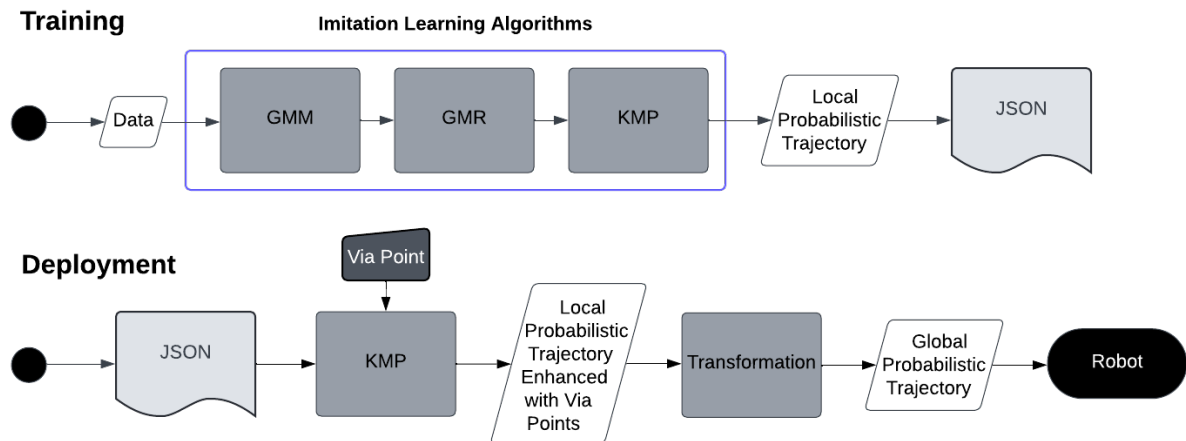 Training
Imitation Learning Algorithms
Data
GMM
GMR
KMP
Local
Probabilistic
Trajectory
JSON
Deployment
Via Point
JSON
KMP
Local
Probabilistic
Trajectory
Enhanced
with Via
Points
Transformation
Global
Probabilistic
Trajectory
Robot